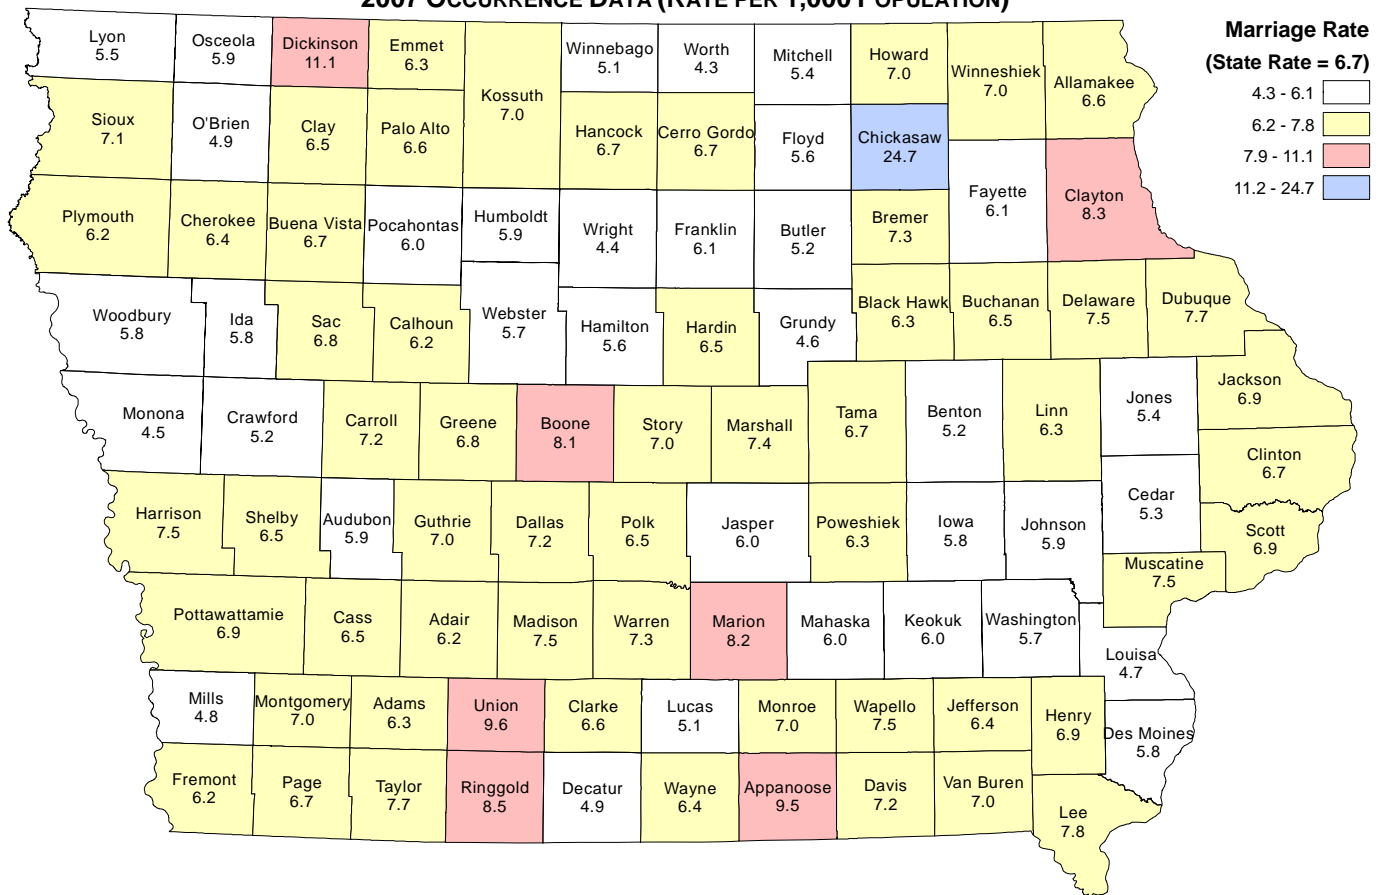 2007 OCCURRENCE DATA (RATE PER 1,000 POPULATION)
Marriage Rate
(State Rate = 6.7)
4.3 - 6.1
6.2 - 7.8
7.9 - 11.1
11.2 - 24.7
Lyon
5.5
Osceola
5.9
Dickinson
11.1
Emmet
6.3
Kossuth
7.0
Winnebago
5.1
Worth
4.3
Mitchell
5.4
Howard
7.0
Winneshiek
7.0
Allamakee
6.6
Sioux
7.1
O'Brien
4.9
Clay
6.5
Palo Alto
6.6
Hancock
6.7
Cerro Gordo
6.7
Floyd
5.6
Chickasaw
24.7
Fayette
6.1
Clayton
8.3
Plymouth
6.2
Cherokee
6.4
Buena Vista
6.7
Pocahontas
6.0
Humboldt
5.9
Wright
4.4
Franklin
6.1
Butler
5.2
Bremer
7.3
Woodbury
5.8
Ida
5.8
Sac
6.8
Calhoun
6.2
Webster
5.7
Hamilton
5.6
Hardin
6.5
Grundy
4.6
Black Hawk
6.3
Buchanan
6.5
Delaware
7.5
Dubuque
7.7
Monona
4.5
Crawford
5.2
Carroll
7.2
Greene
6.8
Boone
8.1
Story
7.0
Marshall
7.4
Tama
6.7
Benton
5.2
Linn
6.3
Jones
5.4
Jackson
6.9
Clinton
6.7
Harrison
7.5
Shelby
6.5
Audubon
5.9
Guthrie
7.0
Dallas
7.2
Polk
6.5
Jasper
6.0
Poweshiek
6.3
Iowa
5.8
Johnson
5.9
Cedar
5.3
Scott
6.9
Muscatine
7.5
Pottawattamie
6.9
Cass
6.5
Adair
6.2
Madison
7.5
Warren
7.3
Marion
8.2
Mahaska
6.0
Keokuk
6.0
Washington
5.7
Louisa
4.7
Mills
4.8
Montgomery
7.0
Adams
6.3
Union
9.6
Clarke
6.6
Lucas
5.1
Monroe
7.0
Wapello
7.5
Jefferson
6.4
Henry
6.9
Des Moines
5.8
Fremont
6.2
Page
6.7
Taylor
7.7
Ringgold
8.5
Decatur
4.9
Wayne
6.4
Appanoose
9.5
Davis
7.2
Van Buren
7.0
Lee
7.8